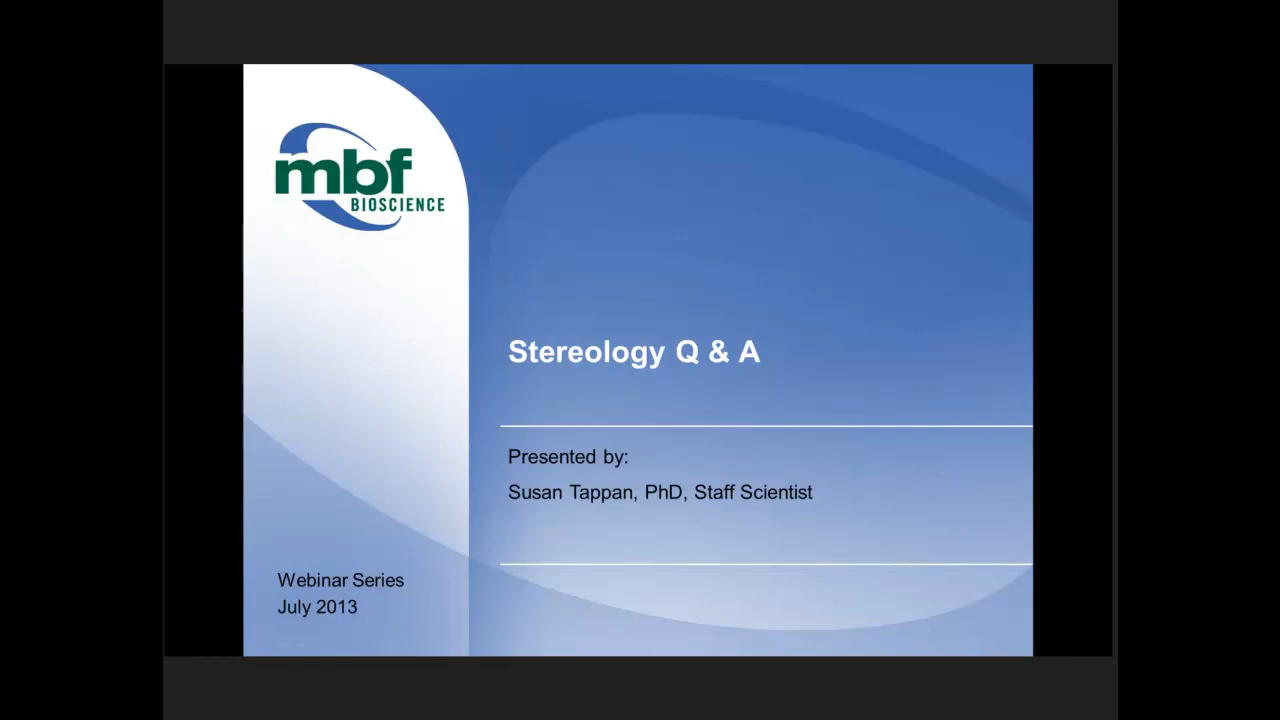 mbf
BIOSCIENCE
Stereology Q & A
Presented by:
Susan Tappan, PhD, Staff Scientist
Webinar Series
July 2013